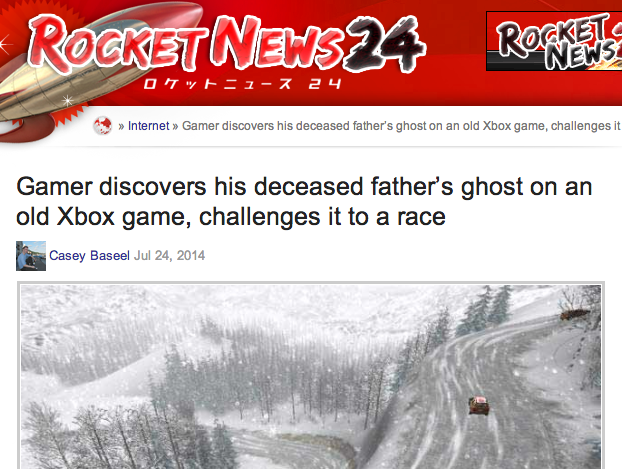 ROCKET NEWS 24
ロケットニュース 24
ROCKET
NEWS
» Internet » Gamer discovers his deceased father's ghost on an old Xbox game, challenges it
Gamer discovers his deceased father's ghost on an
old Xbox game, challenges it to a race
Casey Baseel Jul 24, 2014